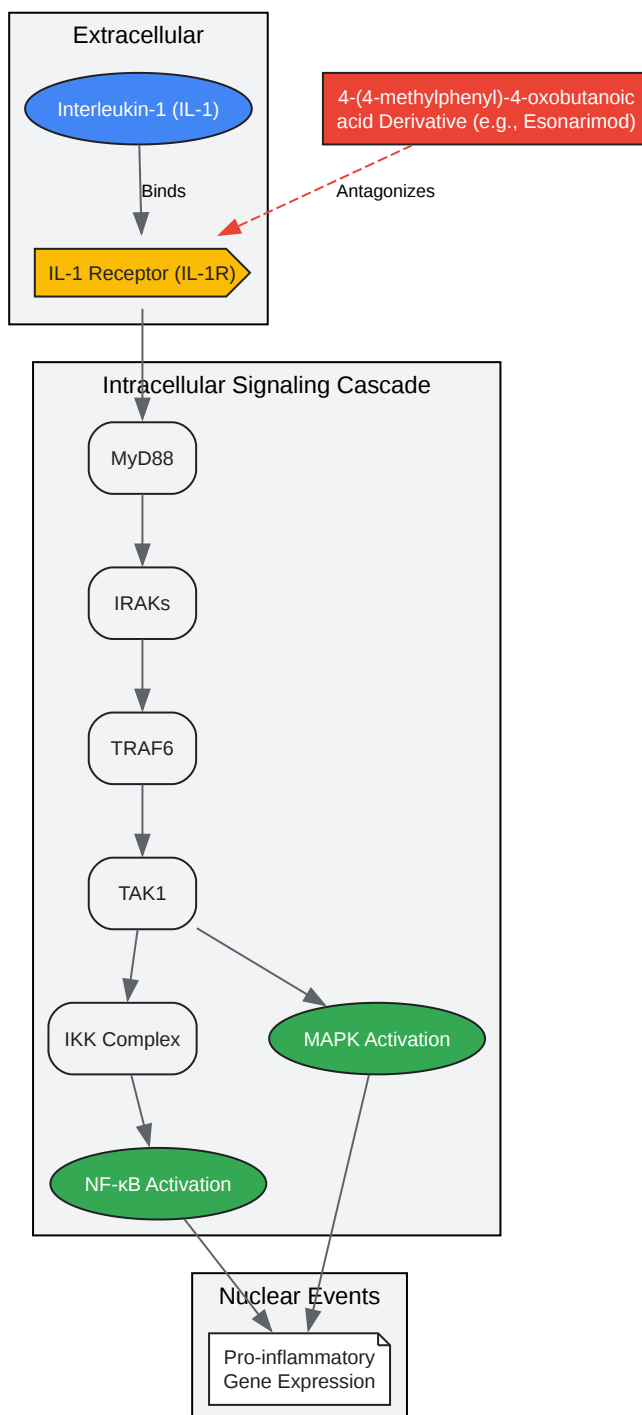 Extracellular
Interleukin-1 (IL-1)
4-(4-methylphenyl)-4-oxobutanoic
acid Derivative (e.g., Esonarimod)
Binds
Antagonizes
IL-1 Receptor (IL-1R)
Intracellular Signaling Cascade
MyD88
IRAKs
TRAF6
TAK1
IKK Complex
MAPK Activation
NF-κB Activation
Nuclear Events
Pro-inflammatory
Gene Expression